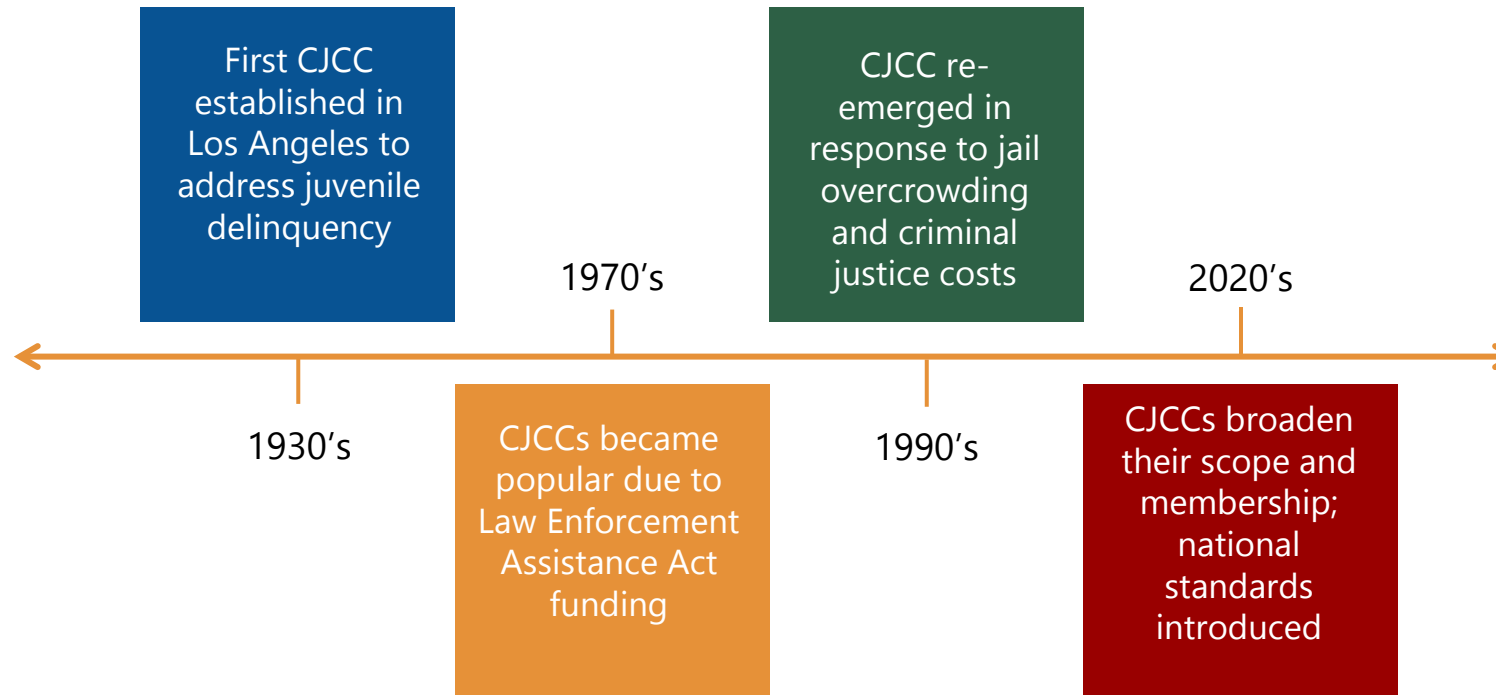 First CJCC
established in
Los Angeles to
address juvenile
delinquency
1930’s
1970’s
CJCCs became
popular due to
Law Enforcement
Assistance Act
funding
CJCC re-
emerged in
response to jail
overcrowding
and criminal
justice costs
1990’s
2020’s
CJCCs broaden
their scope and
membership;
national
standards
introduced